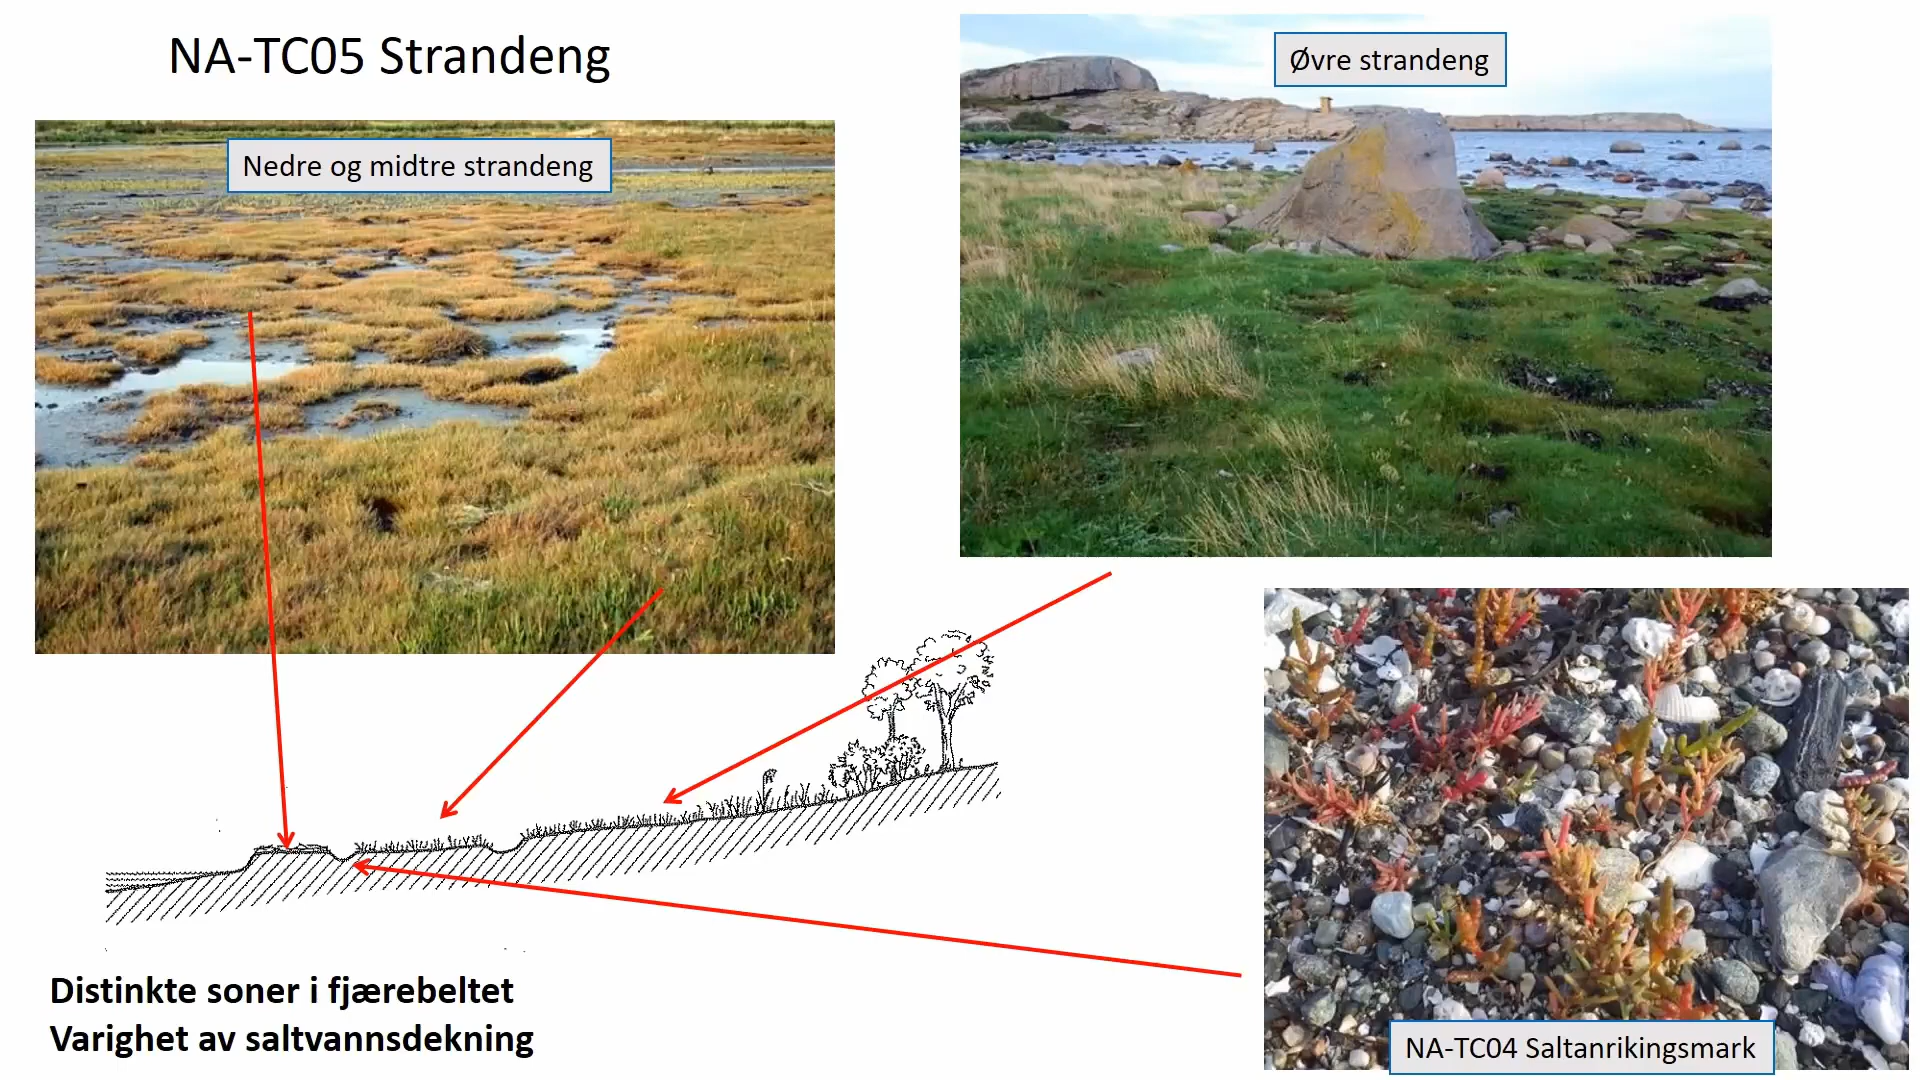 NA-TC05 Strandeng
Øvre strandeng
Nedre og midtre strandeng
Distinkte soner i fjærebeltet
Varighet av saltvannsdekning
NA-TC04 Saltanrikingsmark